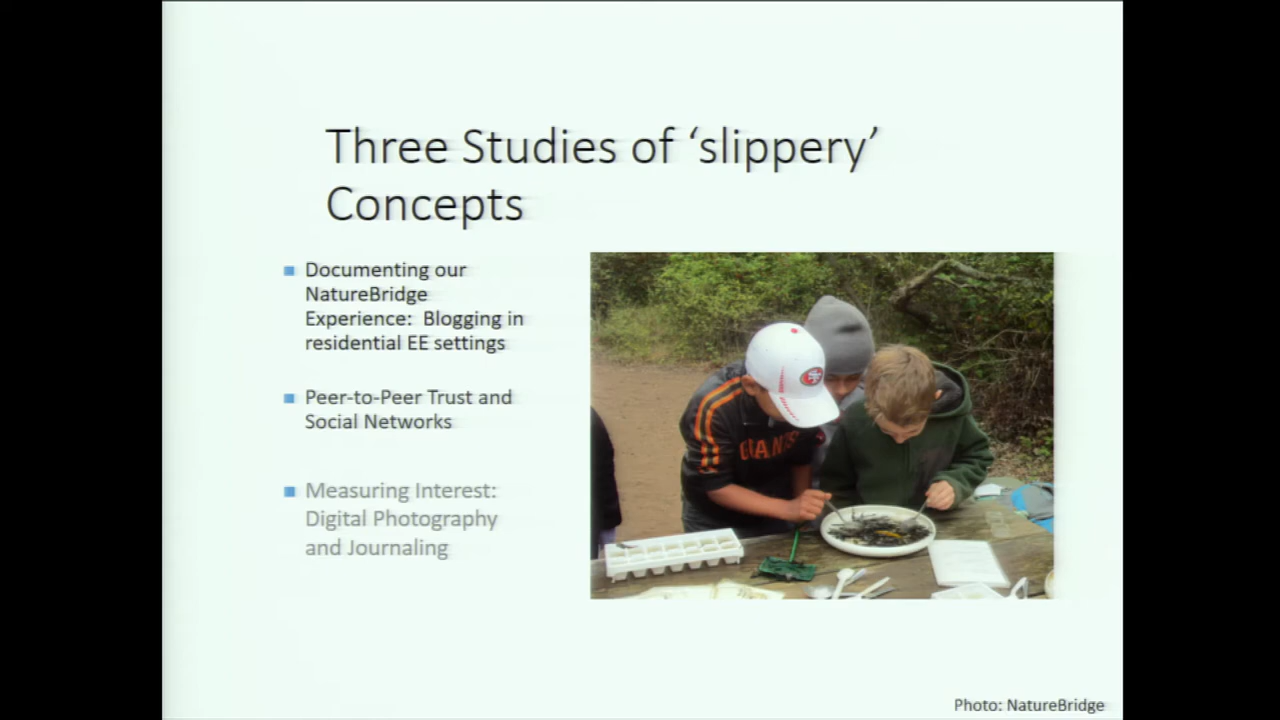 Three Studies of ‘slippery’
Concepts
Documenting our
NatureBridge
Experience:  Blogging in
residential EE settings
Peer-to-Peer Trust and
Social Networks
Measuring Interest:
Digital Photography
and Journaling
GIANTS
Photo: NatureBridge